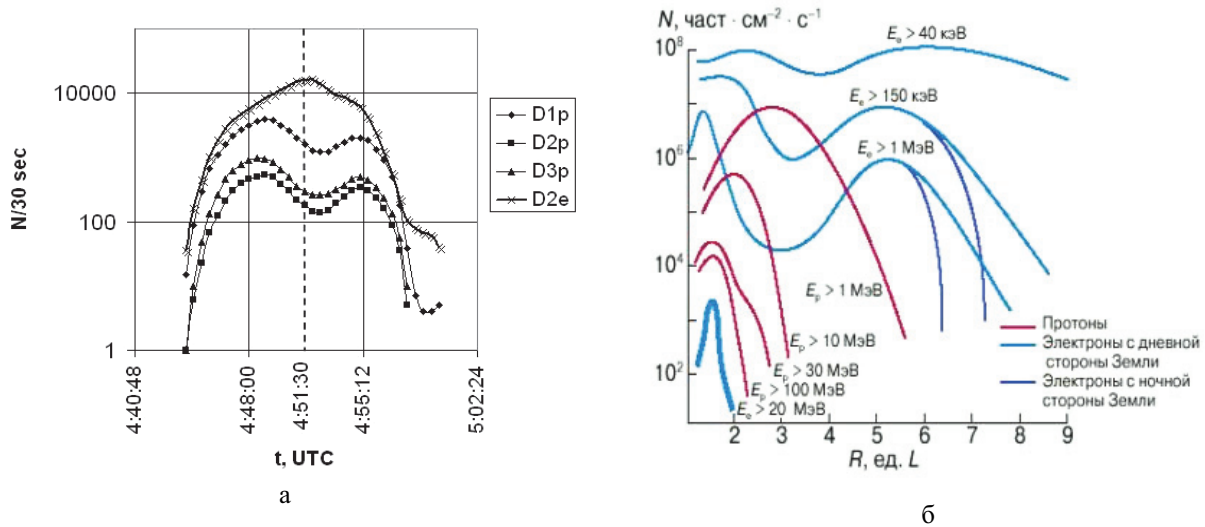 N/30 sec
10000
100
1
4:40:48
4:48:00
4:51:30
4:55:12
5:02:24
t, UTC
D1p
D2p
D3p
D2e
а
N, част · см⁻² · с⁻¹
10⁸
10⁶
10⁴
10²
Eₑ > 40 кэВ
Eₑ > 150 кэВ
Eₑ > 1 МэВ
Eₚ > 1 МэВ
Eₚ > 10 МэВ
Eₚ > 30 МэВ
Eₚ > 100 МэВ
Eₑ > 20 МэВ
Протоны
Электроны с дневной
стороны Земли
Электроны с ночной
стороны Земли
2 3 4 5 6 7 8 9
R, ед. L
б